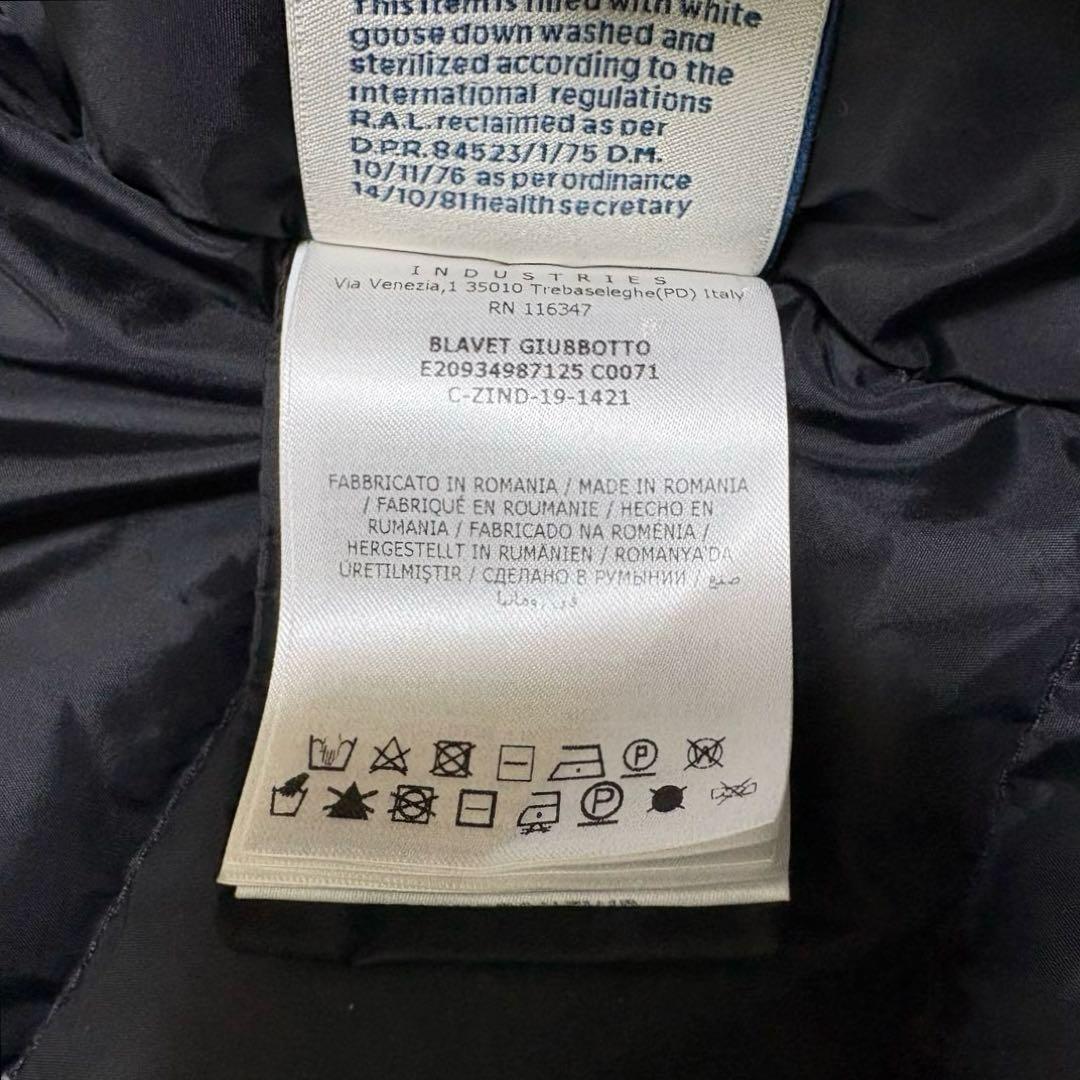 This item is filled with white
goose down washed and
sterilized according to the
international regulations
R.A.L. reclaimed as per
D.P.R. 84523/1/75 D.M.
10/11/76 as per ordinance
14/10/81 health secretary
INDUSTRIES
Via Venezia,1 35010 Trebaseleghe(PD) Italy
RN 116347
BLAVET GIUBBOTTO
E20934987125 C0071
C-ZIND-19-1421
FABBRICATO IN ROMANIA / MADE IN ROMANIA
/ FABRIQUÉ EN ROUMANIE / HECHO EN
RUMANIA / FABRICADO NA ROMÉNIA /
HERGESTELLT IN RUMÄNIEN / ROMANYA'DA
ÜRETILMIŞTIR / СДЕЛАНО В РУМЫНИИ / صنع
في رومانيا
P W
P